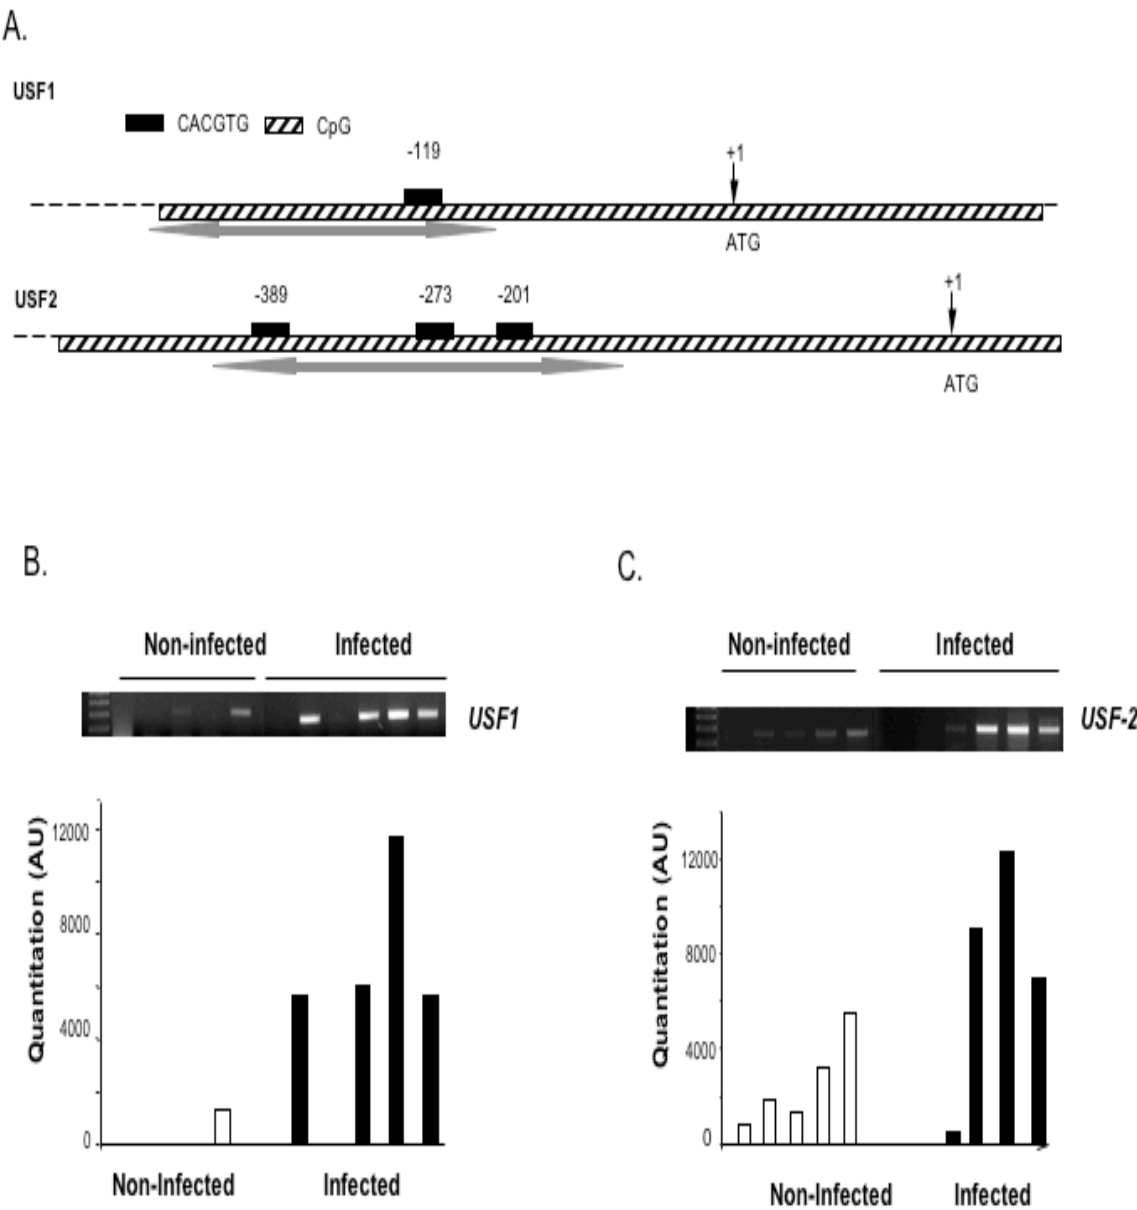 A.
USF1
CACGTG CpG
-119 +1
ATG
USF2 -389 -273 -201 +1
ATG
B.
Non-infected Infected
USF1
Quantitation (AU)
12000
8000
4000
0
Non-Infected Infected
C.
Non-infected Infected
USF-2
Quantitation (AU)
12000
8000
4000
0
Non-Infected Infected